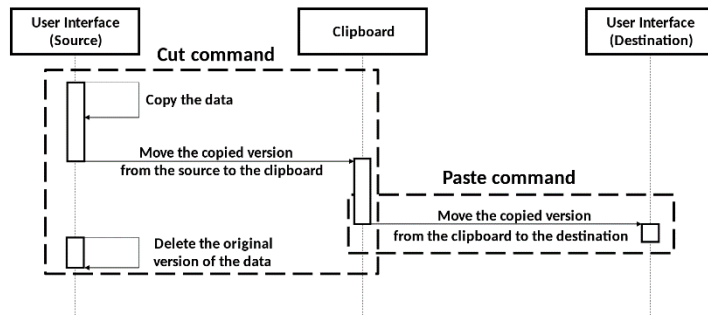 User Interface
(Source)
Clipboard
User Interface
(Destination)
Cut command
Copy the data
Move the copied version
from the source to the clipboard
Paste command
Move the copied version
from the clipboard to the destination
Delete the original
version of the data